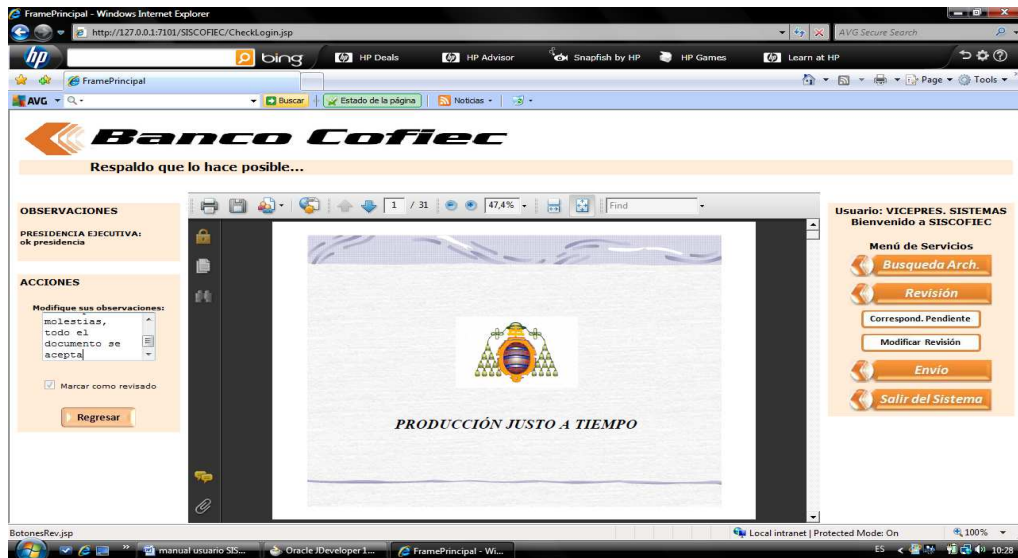 FramePrincipal - Windows Internet Explorer
http://127.0.0.1:7101/SISCOFIEC/CheckLogin.jsp
AVG Secure Search
hp
bing
HP Deals
HP Advisor
Snapfish by HP
HP Games
Learn at HP
FramePrincipal
Page
Tools
AVG
Buscar
Estado de la página
Noticias
Banco Cofiec
Respaldo que lo hace posible...
OBSERVACIONES
PRESIDENCIA EJECUTIVA:
ok presidencia
ACCIONES
Modifique sus observaciones:
molestias,
todo el
documento se
acepta
Marcar como revisado
Regresar
1 / 31
47,4%
Find
PRODUCCIÓN JUSTO A TIEMPO
Usuario: VICEPRES. SISTEMAS
Bienvenido a SISCOFIEC
Menú de Servicios
Busqueda Arch.
Revisión
Correspond. Pendiente
Modificar Revisión
Envío
Salir del Sistema
BotonesRev.jsp
Local intranet | Protected Mode: On
100%
manual usuario SIS...
Oracle JDeveloper 1...
FramePrincipal - Wi...
ES
10:28